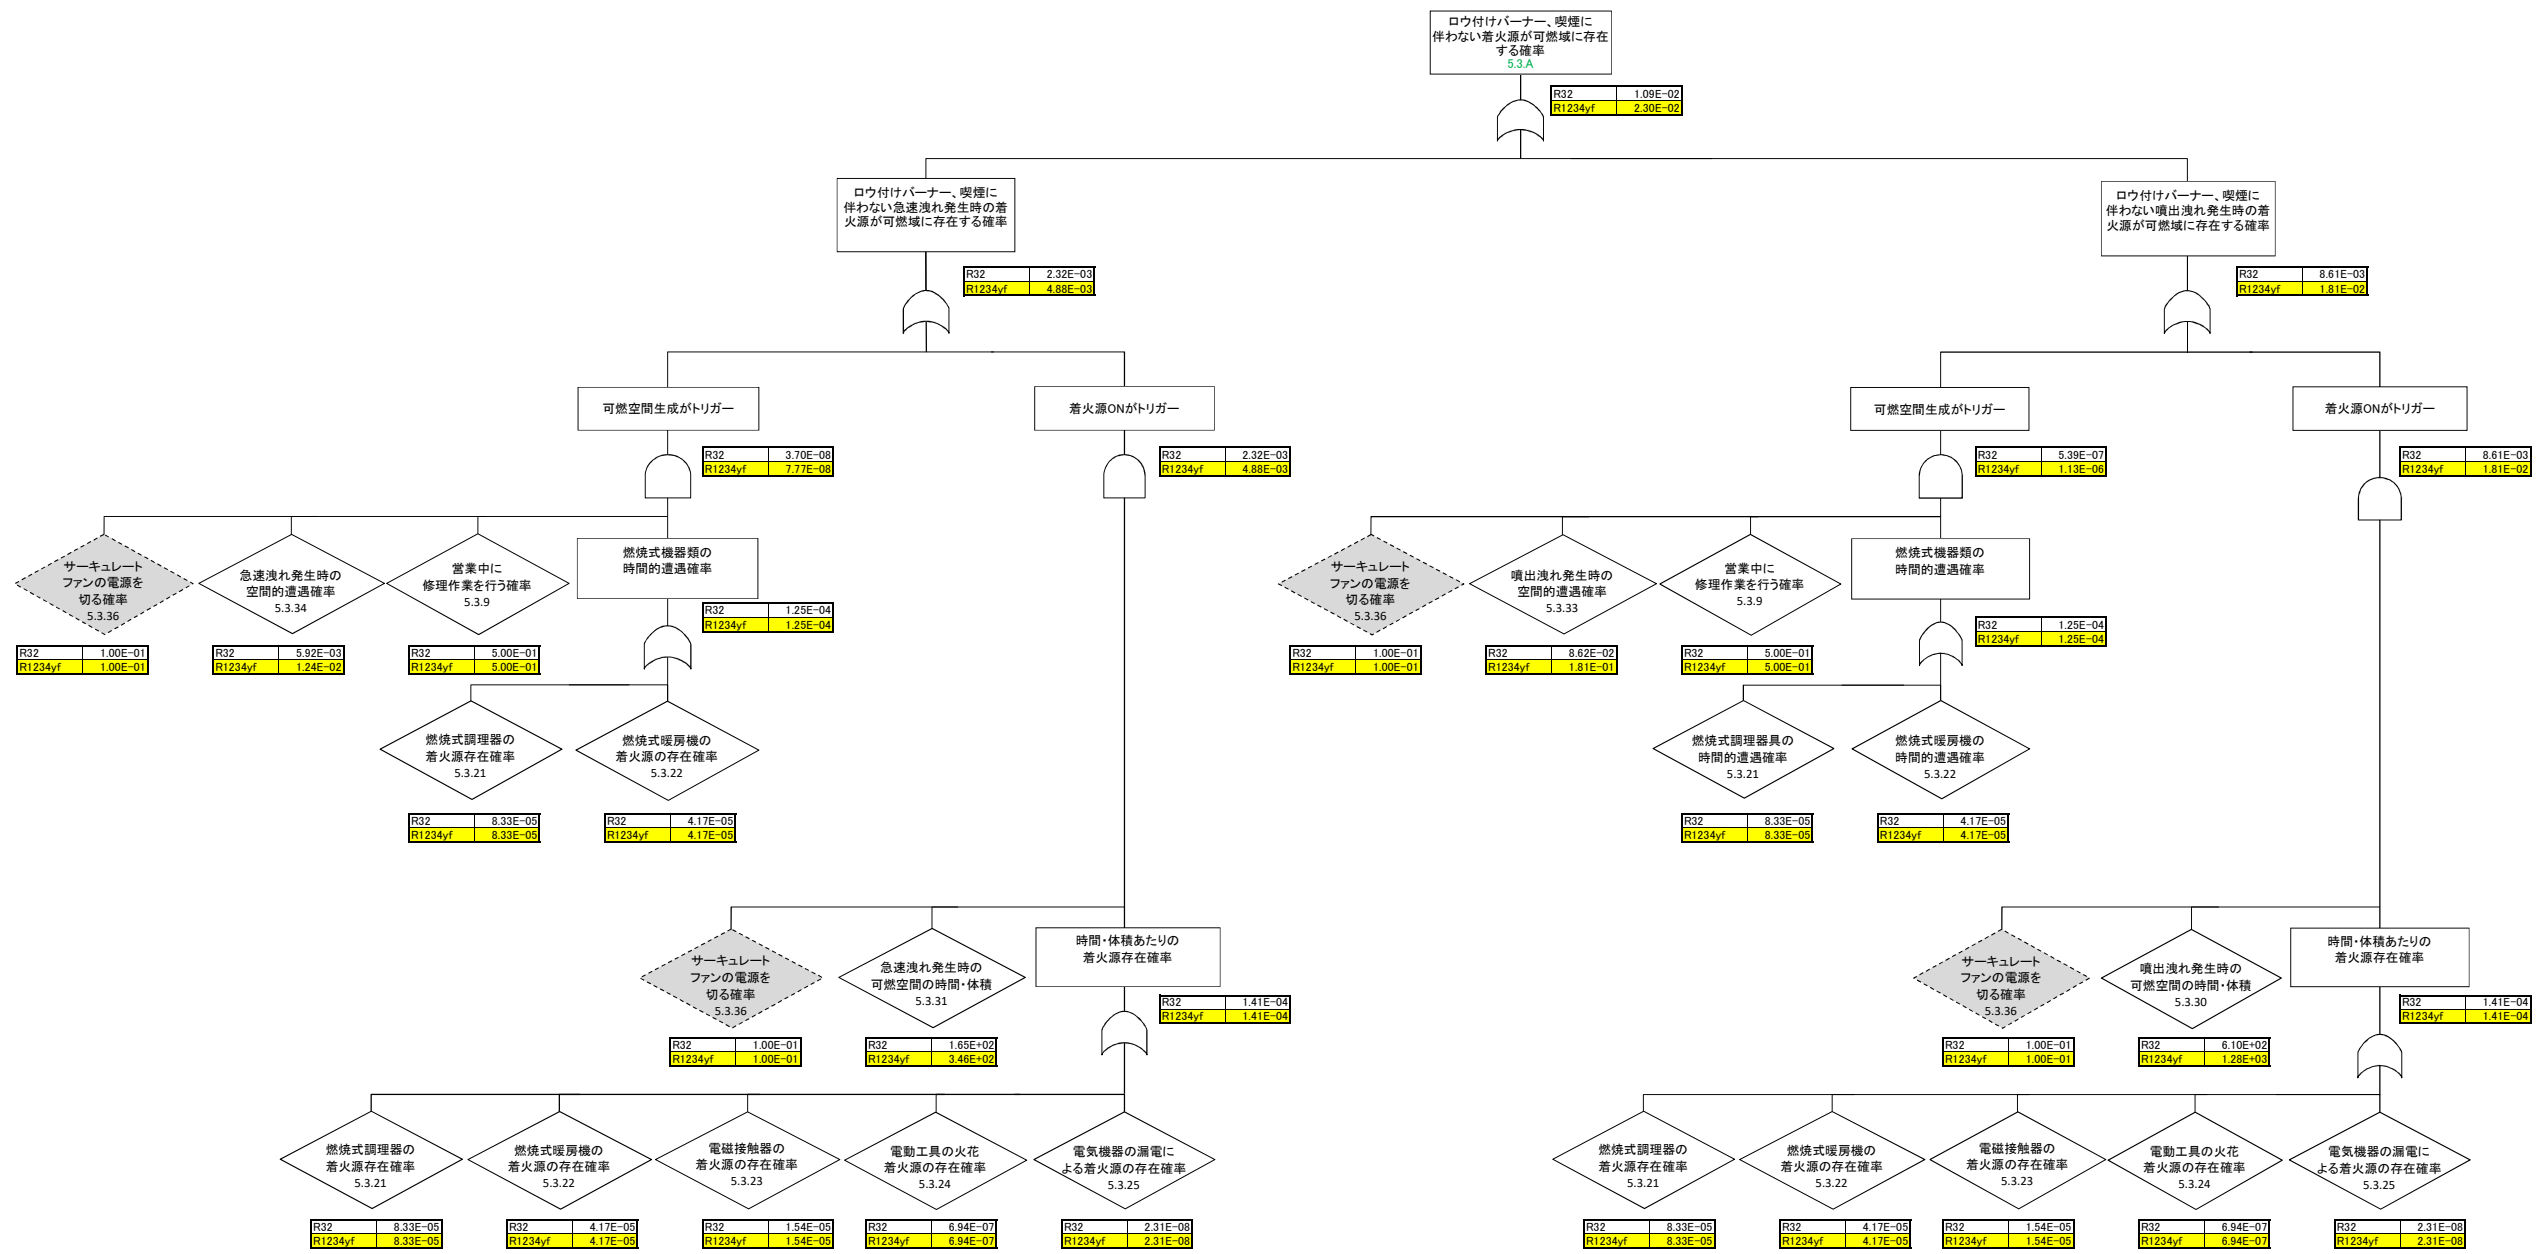 ロウ付けバーナー、喫煙に
伴わない着火源が可燃域に存在
する確率
5.3.A
R32 1.09E-02
R1234yf 2.30E-02
ロウ付けバーナー、喫煙に
伴わない急速洩れ発生時の着
火源が可燃域に存在する確率
R32 2.32E-03
R1234yf 4.88E-03
ロウ付けバーナー、喫煙に
伴わない噴出洩れ発生時の着
火源が可燃域に存在する確率
R32 8.61E-03
R1234yf 1.81E-02
可燃空間生成がトリガー
R32 3.70E-08
R1234yf 7.77E-08
着火源ONがトリガー
R32 2.32E-03
R1234yf 4.88E-03
可燃空間生成がトリガー
R32 5.39E-07
R1234yf 1.13E-06
着火源ONがトリガー
R32 8.61E-03
R1234yf 1.81E-02
サーキュレート
ファンの電源を
切る確率
5.3.36
R32 1.00E-01
R1234yf 1.00E-01
急速洩れ発生時の
空間的遭遇確率
5.3.34
R32 5.92E-03
R1234yf 1.24E-02
営業中に
修理作業を行う確率
5.3.9
R32 5.00E-01
R1234yf 5.00E-01
燃焼式機器類の
時間的遭遇確率
R32 1.25E-04
R1234yf 1.25E-04
サーキュレート
ファンの電源を
切る確率
5.3.36
R32 1.00E-01
R1234yf 1.00E-01
噴出洩れ発生時の
空間的遭遇確率
5.3.33
R32 8.62E-02
R1234yf 1.81E-01
営業中に
修理作業を行う確率
5.3.9
R32 5.00E-01
R1234yf 5.00E-01
燃焼式機器類の
時間的遭遇確率
R32 1.25E-04
R1234yf 1.25E-04
燃焼式調理器の
着火源存在確率
5.3.21
R32 8.33E-05
R1234yf 8.33E-05
燃焼式暖房機の
着火源の存在確率
5.3.22
R32 4.17E-05
R1234yf 4.17E-05
燃焼式調理器具の
時間的遭遇確率
5.3.21
R32 8.33E-05
R1234yf 8.33E-05
燃焼式暖房機の
時間的遭遇確率
5.3.22
R32 4.17E-05
R1234yf 4.17E-05
サーキュレート
ファンの電源を
切る確率
5.3.36
R32 1.00E-01
R1234yf 1.00E-01
急速洩れ発生時の
可燃空間の時間・体積
5.3.31
R32 1.65E+02
R1234yf 3.46E+02
時間・体積あたりの
着火源存在確率
R32 1.41E-04
R1234yf 1.41E-04
サーキュレート
ファンの電源を
切る確率
5.3.36
R32 1.00E-01
R1234yf 1.00E-01
噴出洩れ発生時の
可燃空間の時間・体積
5.3.30
R32 6.10E+02
R1234yf 1.28E+03
時間・体積あたりの
着火源存在確率
R32 1.41E-04
R1234yf 1.41E-04
燃焼式調理器の
着火源存在確率
5.3.21
R32 8.33E-05
R1234yf 8.33E-05
燃焼式暖房機の
着火源の存在確率
5.3.22
R32 4.17E-05
R1234yf 4.17E-05
電磁接触器の
着火源の存在確率
5.3.23
R32 1.54E-05
R1234yf 1.54E-05
電動工具の火花
着火源の存在確率
5.3.24
R32 6.94E-07
R1234yf 6.94E-07
電気機器の漏電に
よる着火源の存在確率
5.3.25
R32 2.31E-08
R1234yf 2.31E-08
燃焼式調理器の
着火源存在確率
5.3.21
R32 8.33E-05
R1234yf 8.33E-05
燃焼式暖房機の
着火源の存在確率
5.3.22
R32 4.17E-05
R1234yf 4.17E-05
電磁接触器の
着火源の存在確率
5.3.23
R32 1.54E-05
R1234yf 1.54E-05
電動工具の火花
着火源の存在確率
5.3.24
R32 6.94E-07
R1234yf 6.94E-07
電気機器の漏電に
よる着火源の存在確率
5.3.25
R32 2.31E-08
R1234yf 2.31E-08